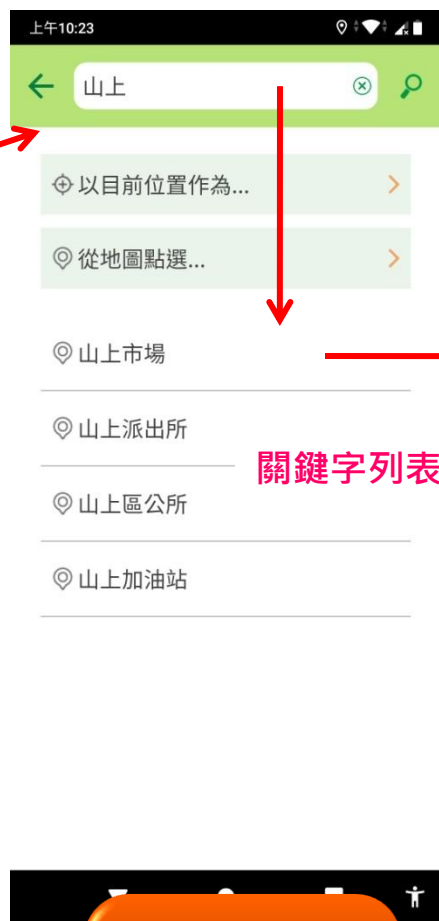 上午10:23
山上
以目前位置作為...
從地圖點選...
山上市場
山上派出所
關鍵字列表
山上區公所
山上加油站